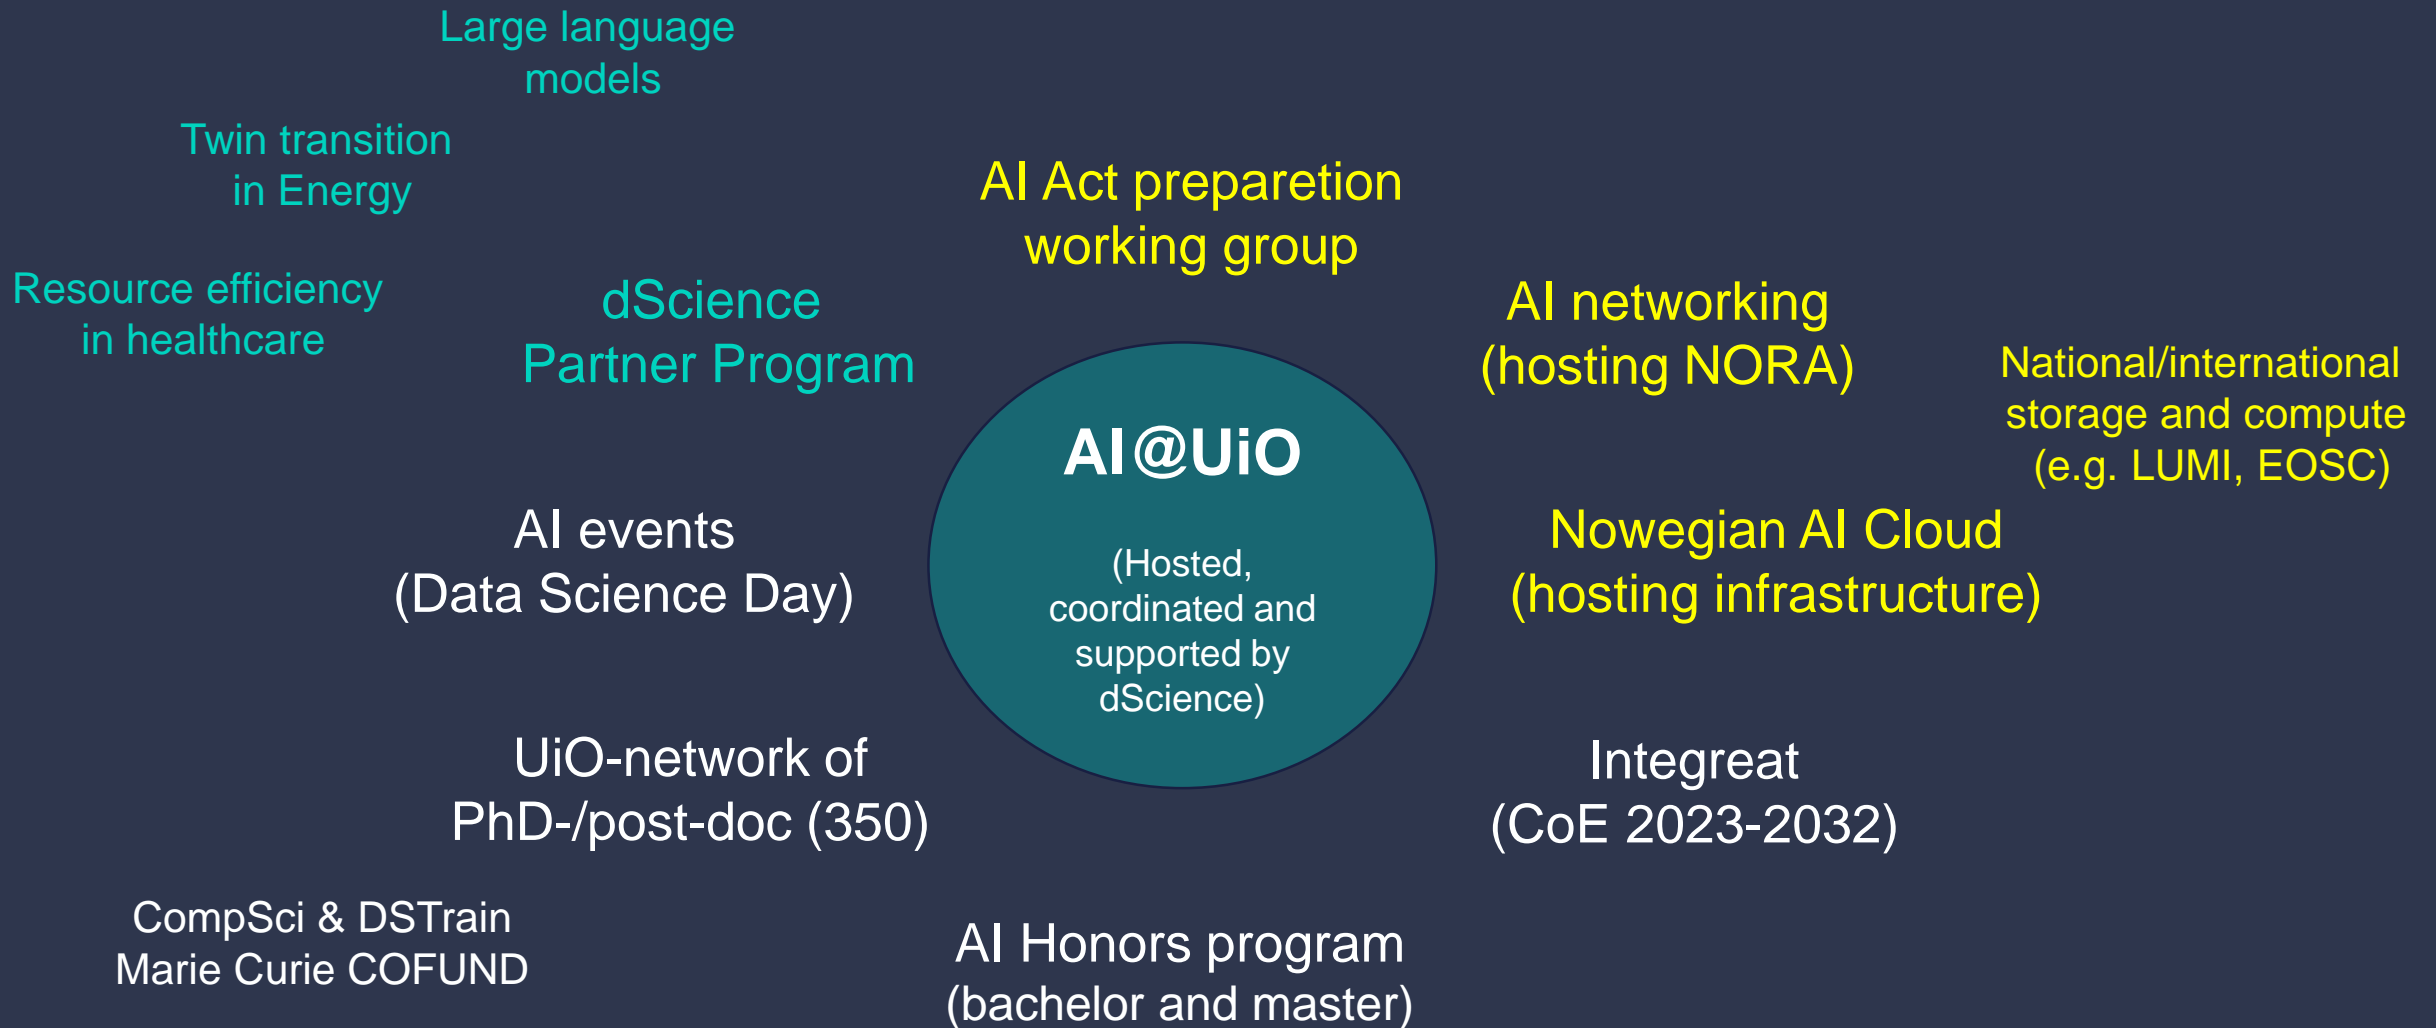 Large language
models
Twin transition
in Energy
Resource efficiency
in healthcare
dScience
Partner Program
AI Act preparetion
working group
AI networking
(hosting NORA)
National/international
storage and compute
(e.g. LUMI, EOSC)
AI@UiO
(Hosted,
coordinated and
supported by
dScience)
AI events
(Data Science Day)
Nowegian AI Cloud
(hosting infrastructure)
UiO-network of
PhD-/post-doc (350)
Integreat
(CoE 2023-2032)
CompSci & DSTrain
Marie Curie COFUND
AI Honors program
(bachelor and master)